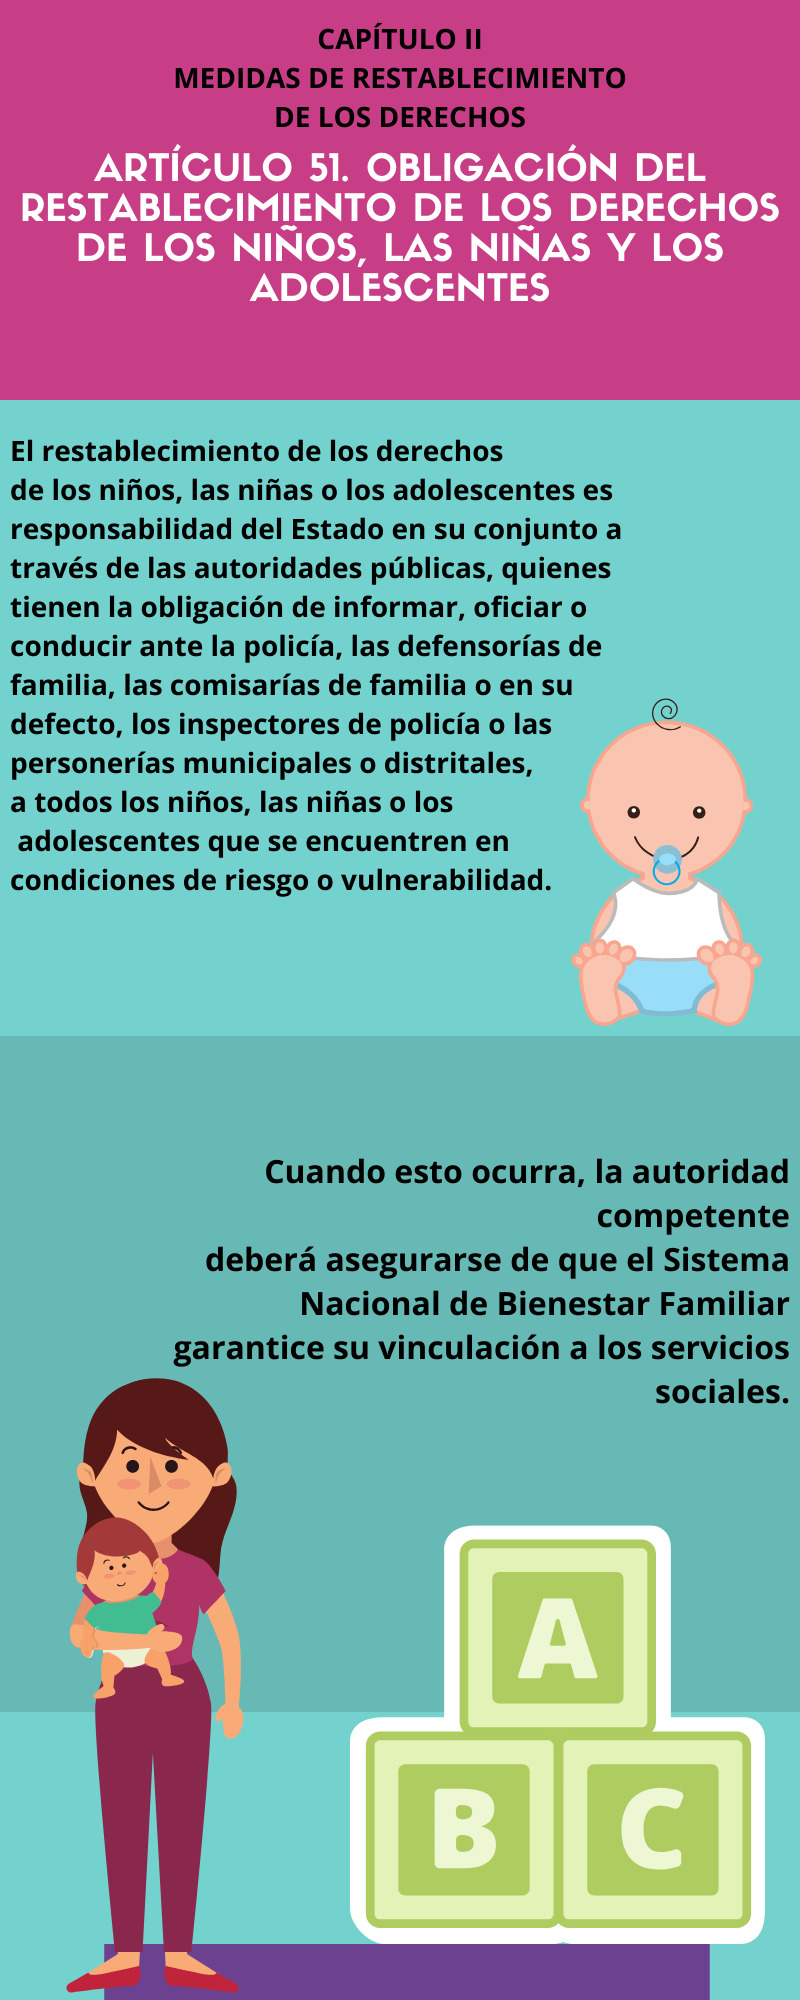 CAPÍTULO II
MEDIDAS DE RESTABLECIMIENTO
DE LOS DERECHOS
ARTÍCULO 51. OBLIGACIÓN DEL
RESTABLECIMIENTO DE LOS DERECHOS
DE LOS NIÑOS, LAS NIÑAS Y LOS
ADOLESCENTES
El restablecimiento de los derechos
de los niños, las niñas o los adolescentes es
responsabilidad del Estado en su conjunto a
través de las autoridades públicas, quienes
tienen la obligación de informar, oficiar o
conducir ante la policía, las defensorías de
familia, las comisarías de familia o en su
defecto, los inspectores de policía o las
personerías municipales o distritales,
a todos los niños, las niñas o los
adolescentes que se encuentren en
condiciones de riesgo o vulnerabilidad.
Cuando esto ocurra, la autoridad
competente
deberá asegurarse de que el Sistema
Nacional de Bienestar Familiar
garantice su vinculación a los servicios
sociales.
A
B C